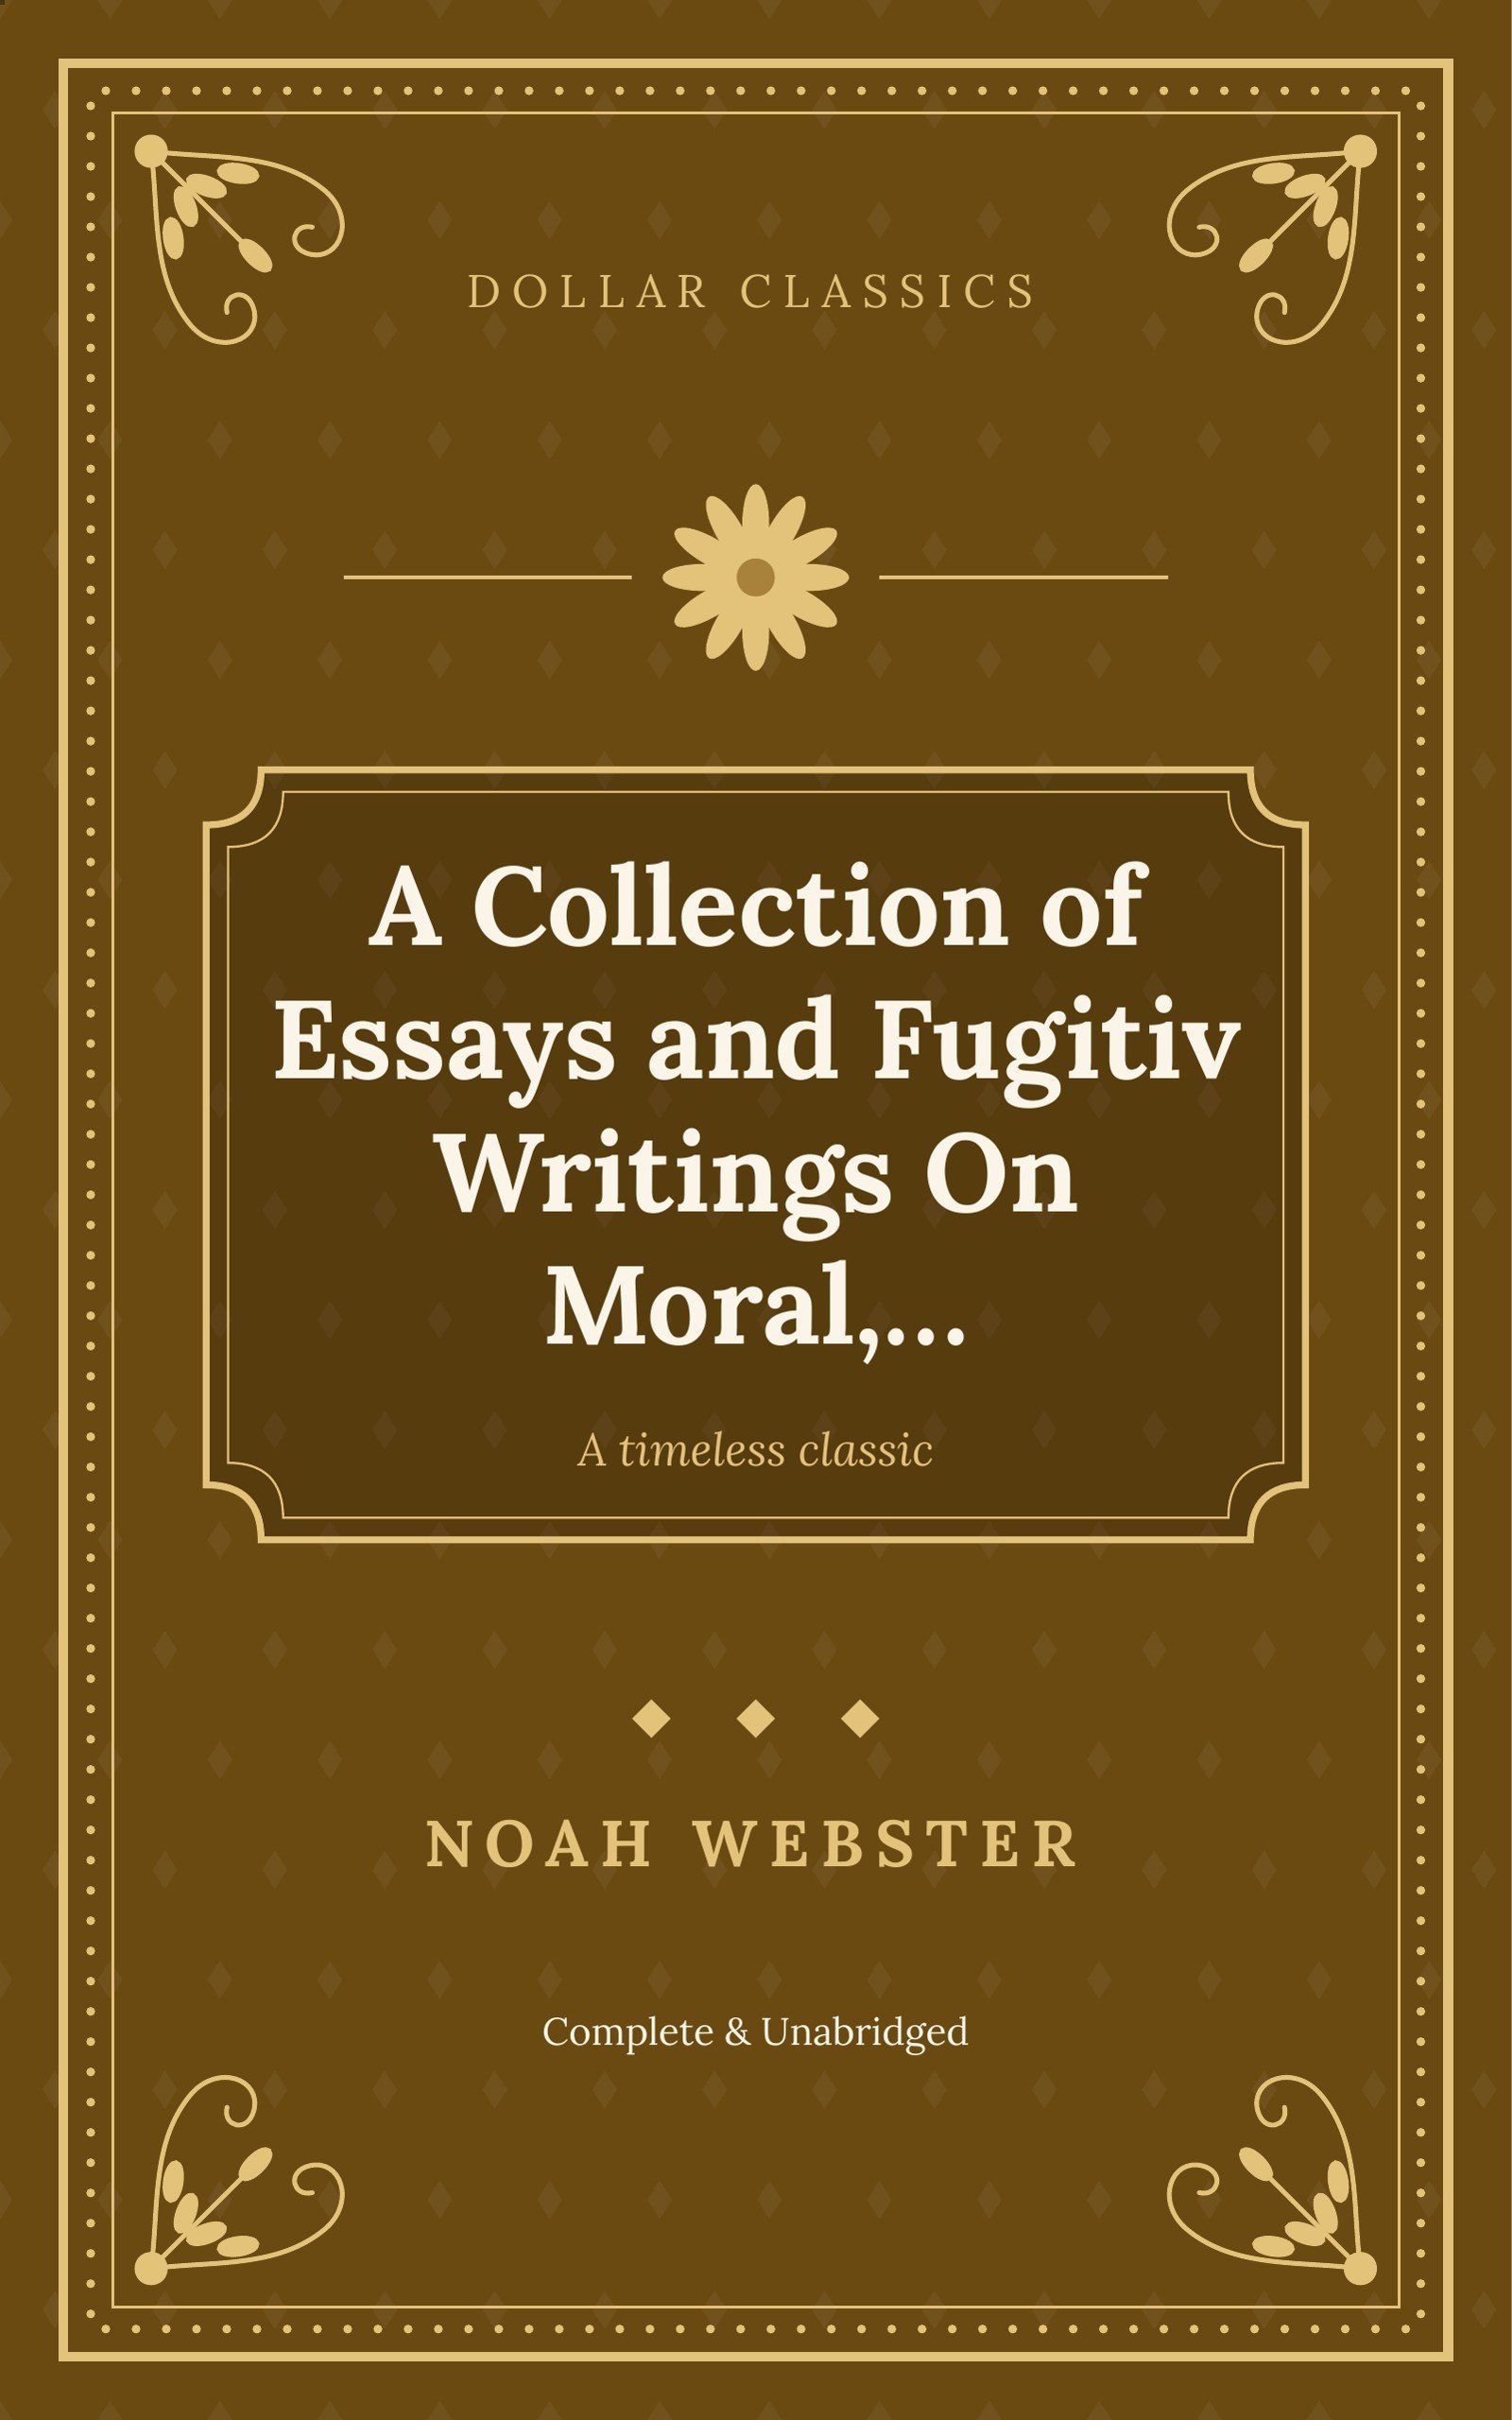 DOLLAR CLASSICS
A Collection of
Essays and Fugitiv
Writings On
Moral,...
A timeless classic
NOAH WEBSTER
Complete & Unabridged